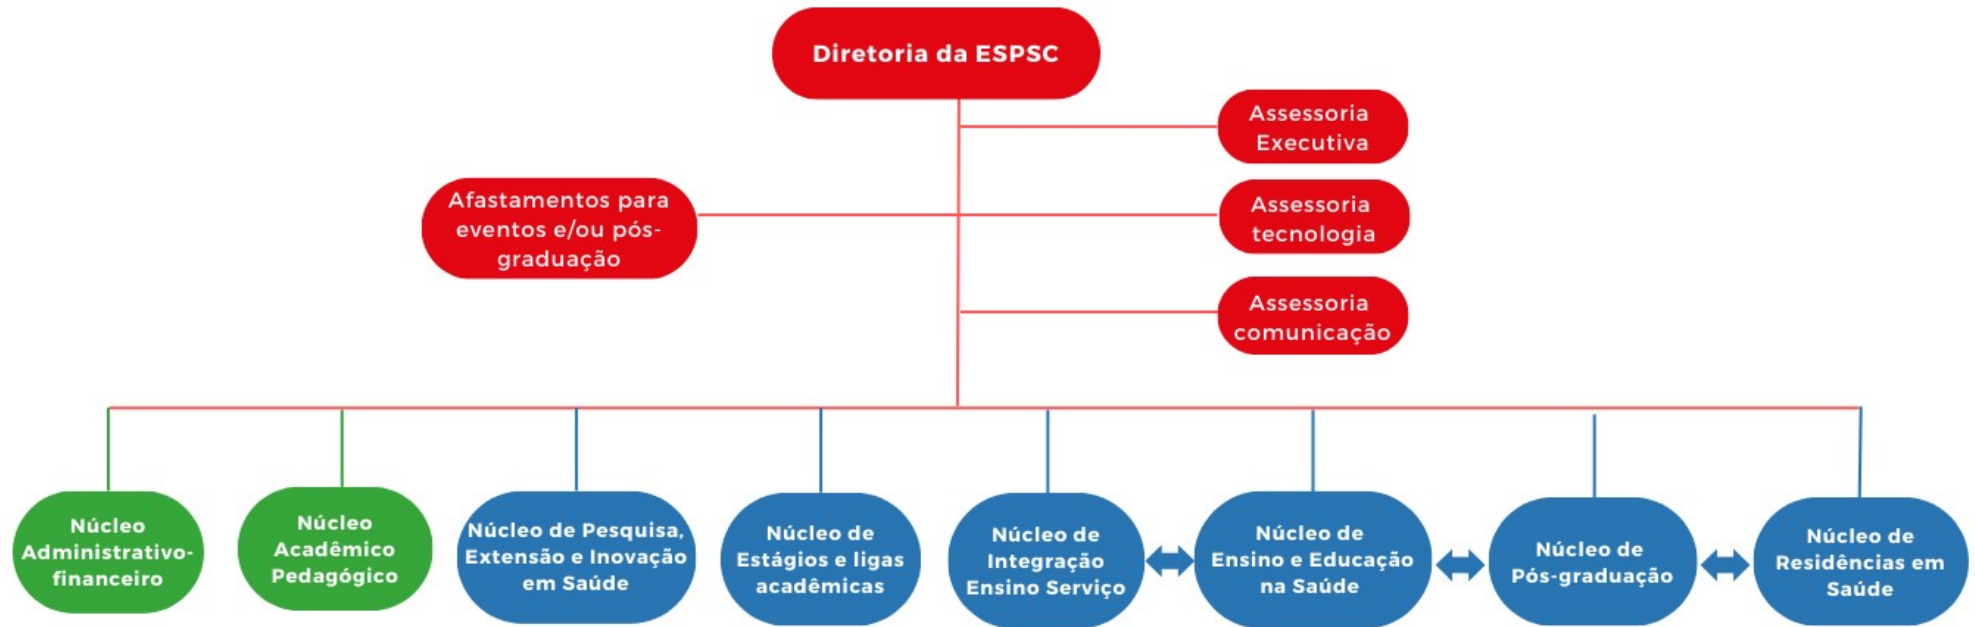 Diretoria da ESPSC
Assessoria
Executiva
Afastamentos para
eventos e/ou pós-
graduação
Assessoria
tecnologia
Assessoria
comunicação
Núcleo
Administrativo-
financeiro
Núcleo
Acadêmico
Pedagógico
Núcleo de Pesquisa,
Extensão e Inovação
em Saúde
Núcleo de
Estágios e ligas
acadêmicas
Núcleo de
Integração
Ensino Serviço
Núcleo de
Ensino e Educação
na Saúde
Núcleo de
Pós-graduação
Núcleo de
Residências em
Saúde